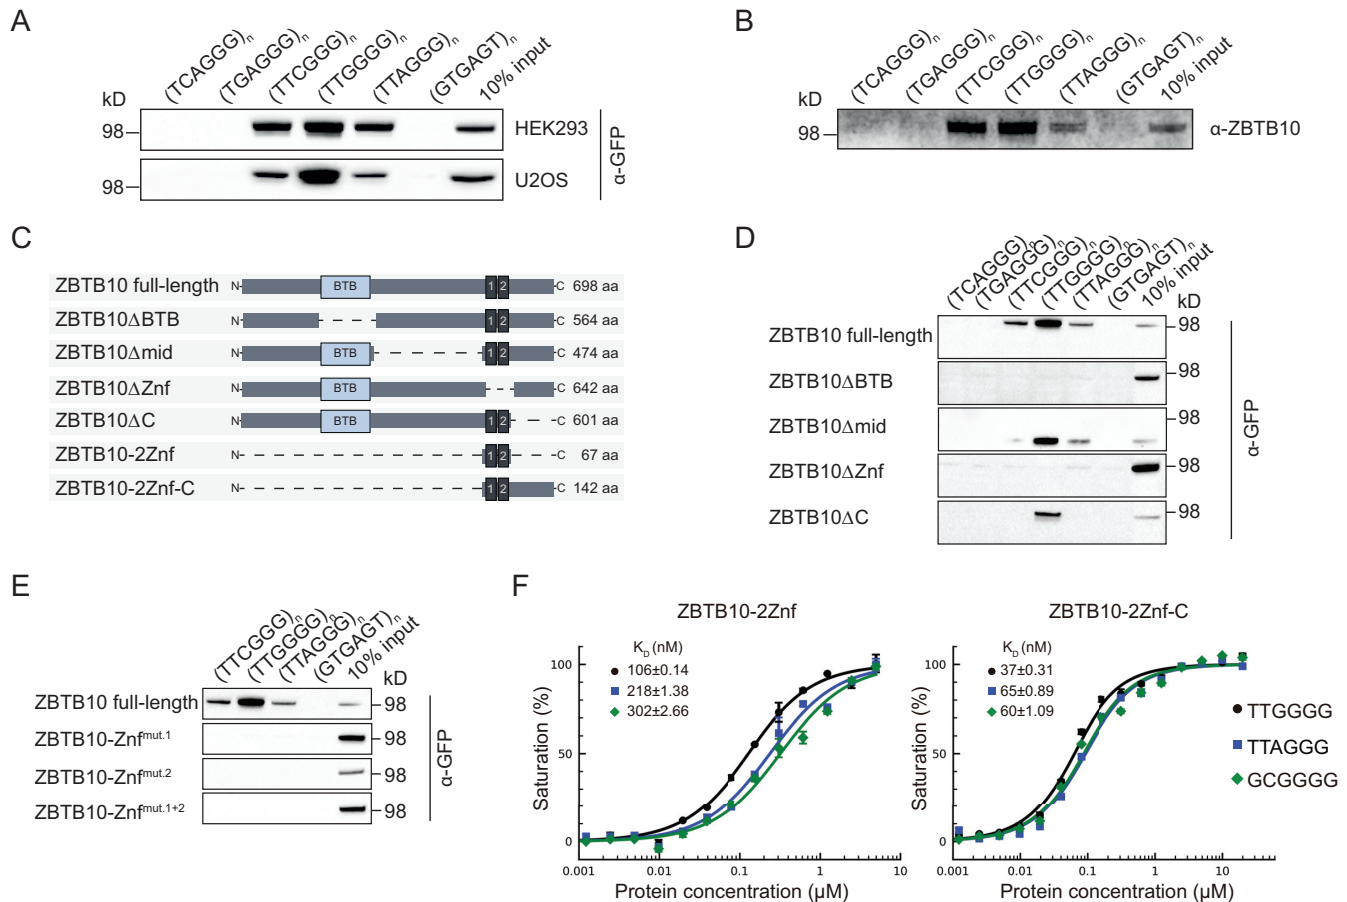 A
(TCAGGG)n (TGAGGG)n (TTCGGG)n (TTGGGG)n (TTAGGG)n (GTGAGT)n 10% input
kD
98
HEK293
98
U2OS
α-GFP
B
(TCAGGG)n (TGAGGG)n (TTCGGG)n (TTGGGG)n (TTAGGG)n (GTGAGT)n 10% input
kD
98
α-ZBTB10
C
ZBTB10 full-length N- BTB 1 2 -C 698 aa
ZBTB10ΔBTB N- 1 2 -C 564 aa
ZBTB10Δmid N- BTB 1 2 -C 474 aa
ZBTB10ΔZnf N- BTB -C 642 aa
ZBTB10ΔC N- BTB 1 2 -C 601 aa
ZBTB10-2Znf N- 1 2 -C 67 aa
ZBTB10-2Znf-C N- 1 2 -C 142 aa
D
(TCAGGG)n (TGAGGG)n (TTCGGG)n (TTGGGG)n (TTAGGG)n (GTGAGT)n 10% input
kD
ZBTB10 full-length 98
ZBTB10ΔBTB 98
ZBTB10Δmid 98
ZBTB10ΔZnf 98
ZBTB10ΔC 98
α-GFP
E
(TTCGGG)n (TTGGGG)n (TTAGGG)n (GTGAGT)n 10% input
kD
ZBTB10 full-length 98
ZBTB10-Znf^mut.1 98
ZBTB10-Znf^mut.2 98
ZBTB10-Znf^mut.1+2 98
α-GFP
F
ZBTB10-2Znf
KD (nM)
106±0.14
218±1.38
302±2.66
Saturation (%)
100
50
0
0.001 0.01 0.1 1 10
Protein concentration (µM)
ZBTB10-2Znf-C
KD (nM)
37±0.31
65±0.89
60±1.09
Saturation (%)
100
50
0
0.001 0.01 0.1 1 10
Protein concentration (µM)
TTGGGG
TTAGGG
GCGGGG